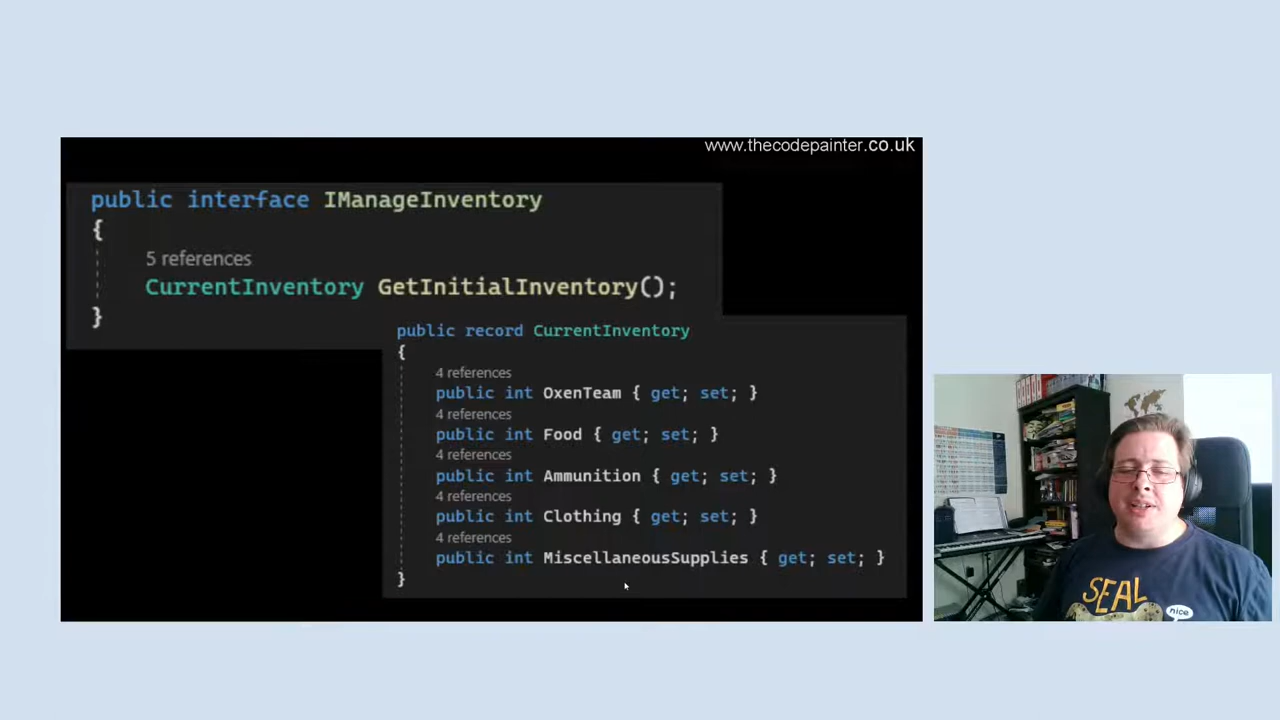 www.thecodepainter.co.uk
public interface IManageInventory
{
5 references
CurrentInventory GetInitialInventory();
}
public record CurrentInventory
{
4 references
public int OxenTeam { get; set; }
4 references
public int Food { get; set; }
4 references
public int Ammunition { get; set; }
4 references
public int Clothing { get; set; }
4 references
public int MiscellaneousSupplies { get; set; }
}
SEAL
nice